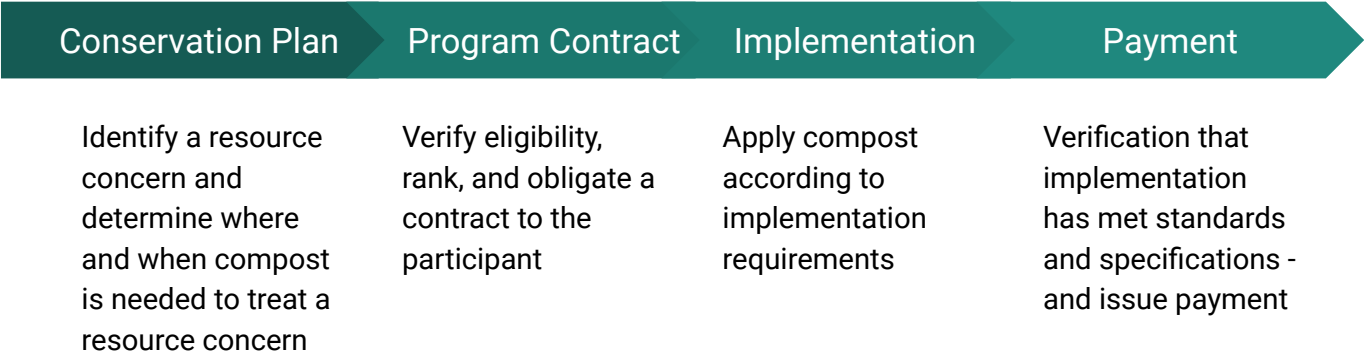 Conservation Plan
Program Contract
Implementation
Payment
Identify a resource
concern and
determine where
and when compost
is needed to treat a
resource concern
Verify eligibility,
rank, and obligate a
contract to the
participant
Apply compost
according to
implementation
requirements
Verification that
implementation
has met standards
and specifications -
and issue payment